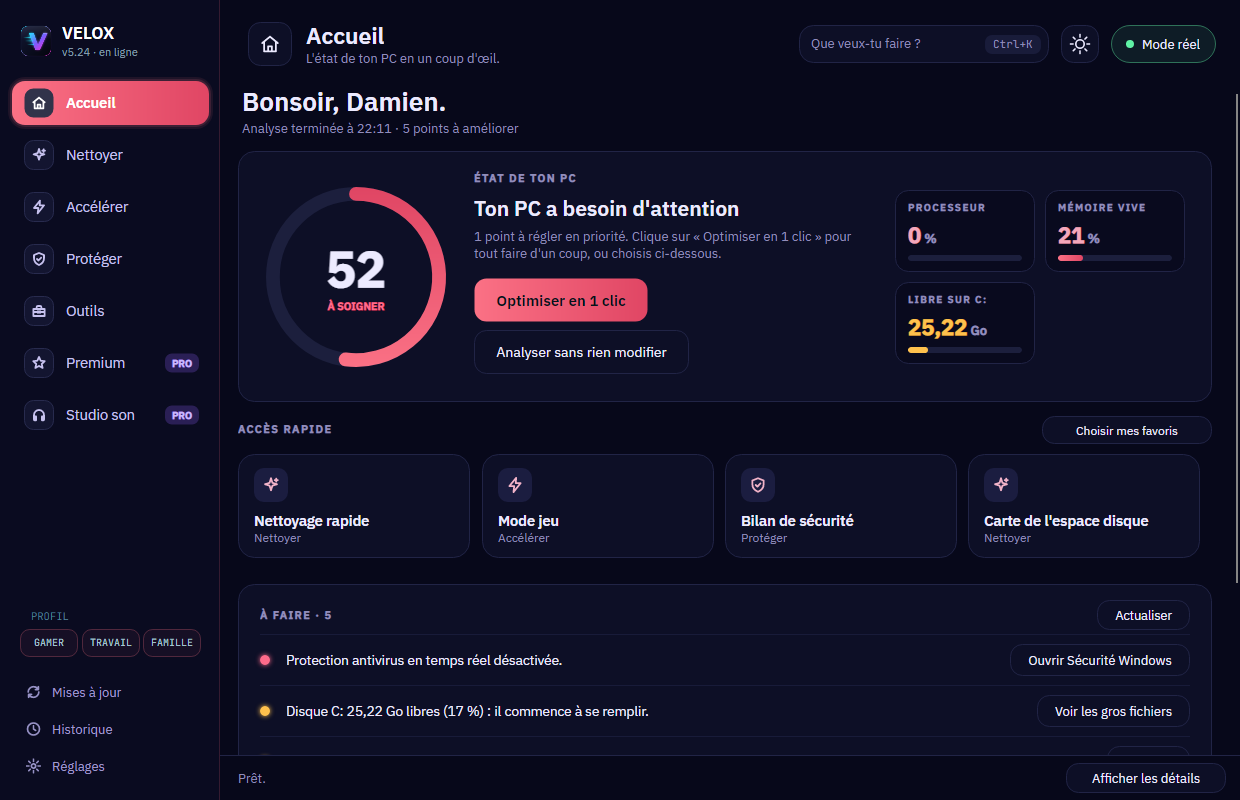 VELOX
v5.24 · en ligne
Accueil
Nettoyer
Accélérer
Protéger
Outils
Premium PRO
Studio son PRO
PROFIL
GAMER TRAVAIL FAMILLE
Mises à jour
Historique
Réglages
Accueil
L'état de ton PC en un coup d'œil.
Que veux-tu faire ? Ctrl+K
Mode réel
Bonsoir, Damien.
Analyse terminée à 22:11 · 5 points à améliorer
52
À SOIGNER
ÉTAT DE TON PC
Ton PC a besoin d'attention
1 point à régler en priorité. Clique sur « Optimiser en 1 clic » pour
tout faire d'un coup, ou choisis ci-dessous.
Optimiser en 1 clic
Analyser sans rien modifier
PROCESSEUR
0 %
MÉMOIRE VIVE
21 %
LIBRE SUR C:
25,22 Go
ACCÈS RAPIDE
Choisir mes favoris
Nettoyage rapide
Nettoyer
Mode jeu
Accélérer
Bilan de sécurité
Protéger
Carte de l'espace disque
Nettoyer
À FAIRE · 5
Actualiser
Protection antivirus en temps réel désactivée.
Ouvrir Sécurité Windows
Disque C: 25,22 Go libres (17 %) : il commence à se remplir.
Voir les gros fichiers
Prêt.
Afficher les détails